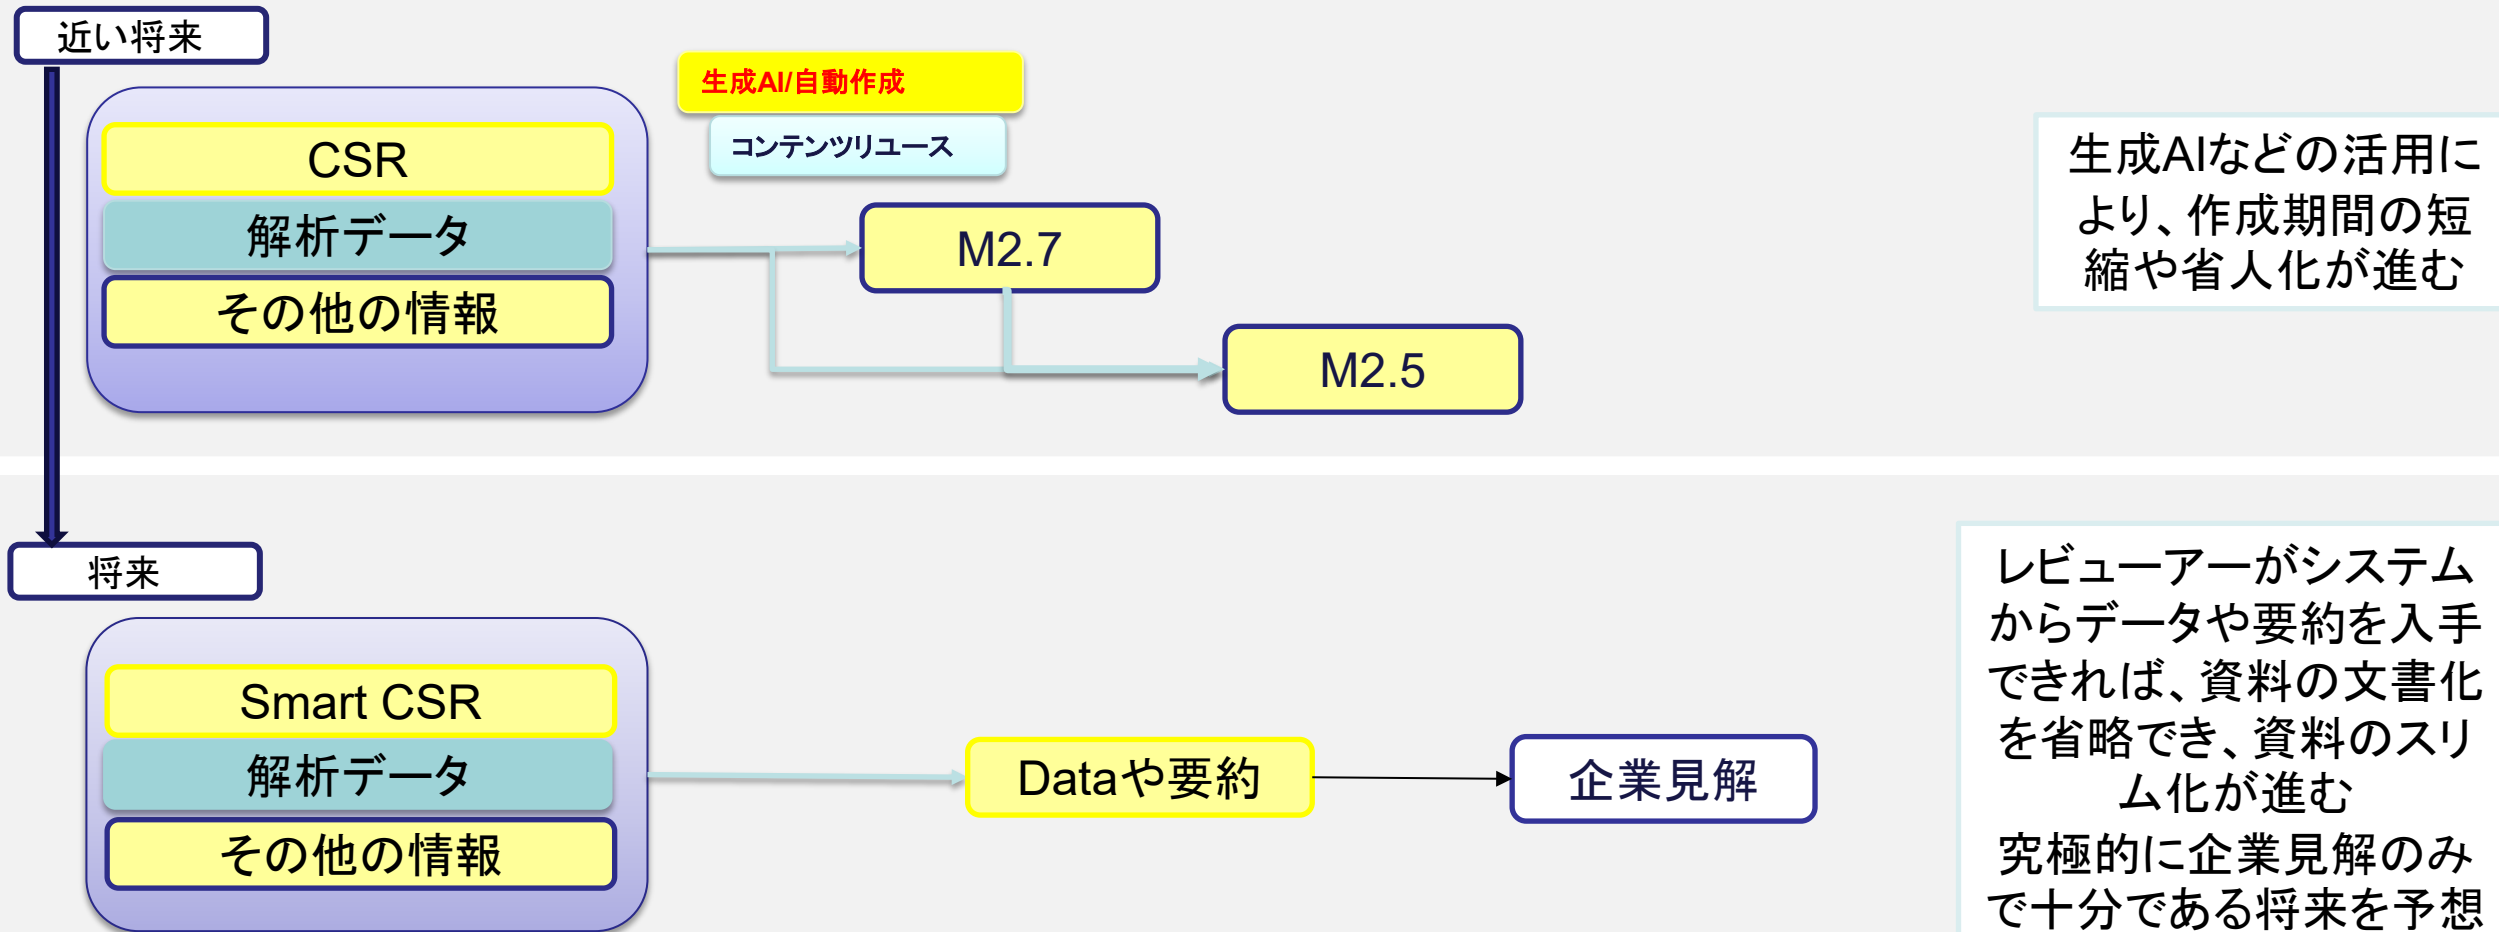 近い将来
生成AI/自動作成
コンテンツリユース
CSR
解析データ
その他の情報
M2.7
M2.5
生成AIなどの活用に
より、作成期間の短
縮や省人化が進む
将来
Smart CSR
解析データ
その他の情報
Dataや要約
企業見解
レビューアーがシステム
からデータや要約を入手
できれば、資料の文書化
を省略でき、資料のスリ
ム化が進む
究極的に企業見解のみ
で十分である将来を予想